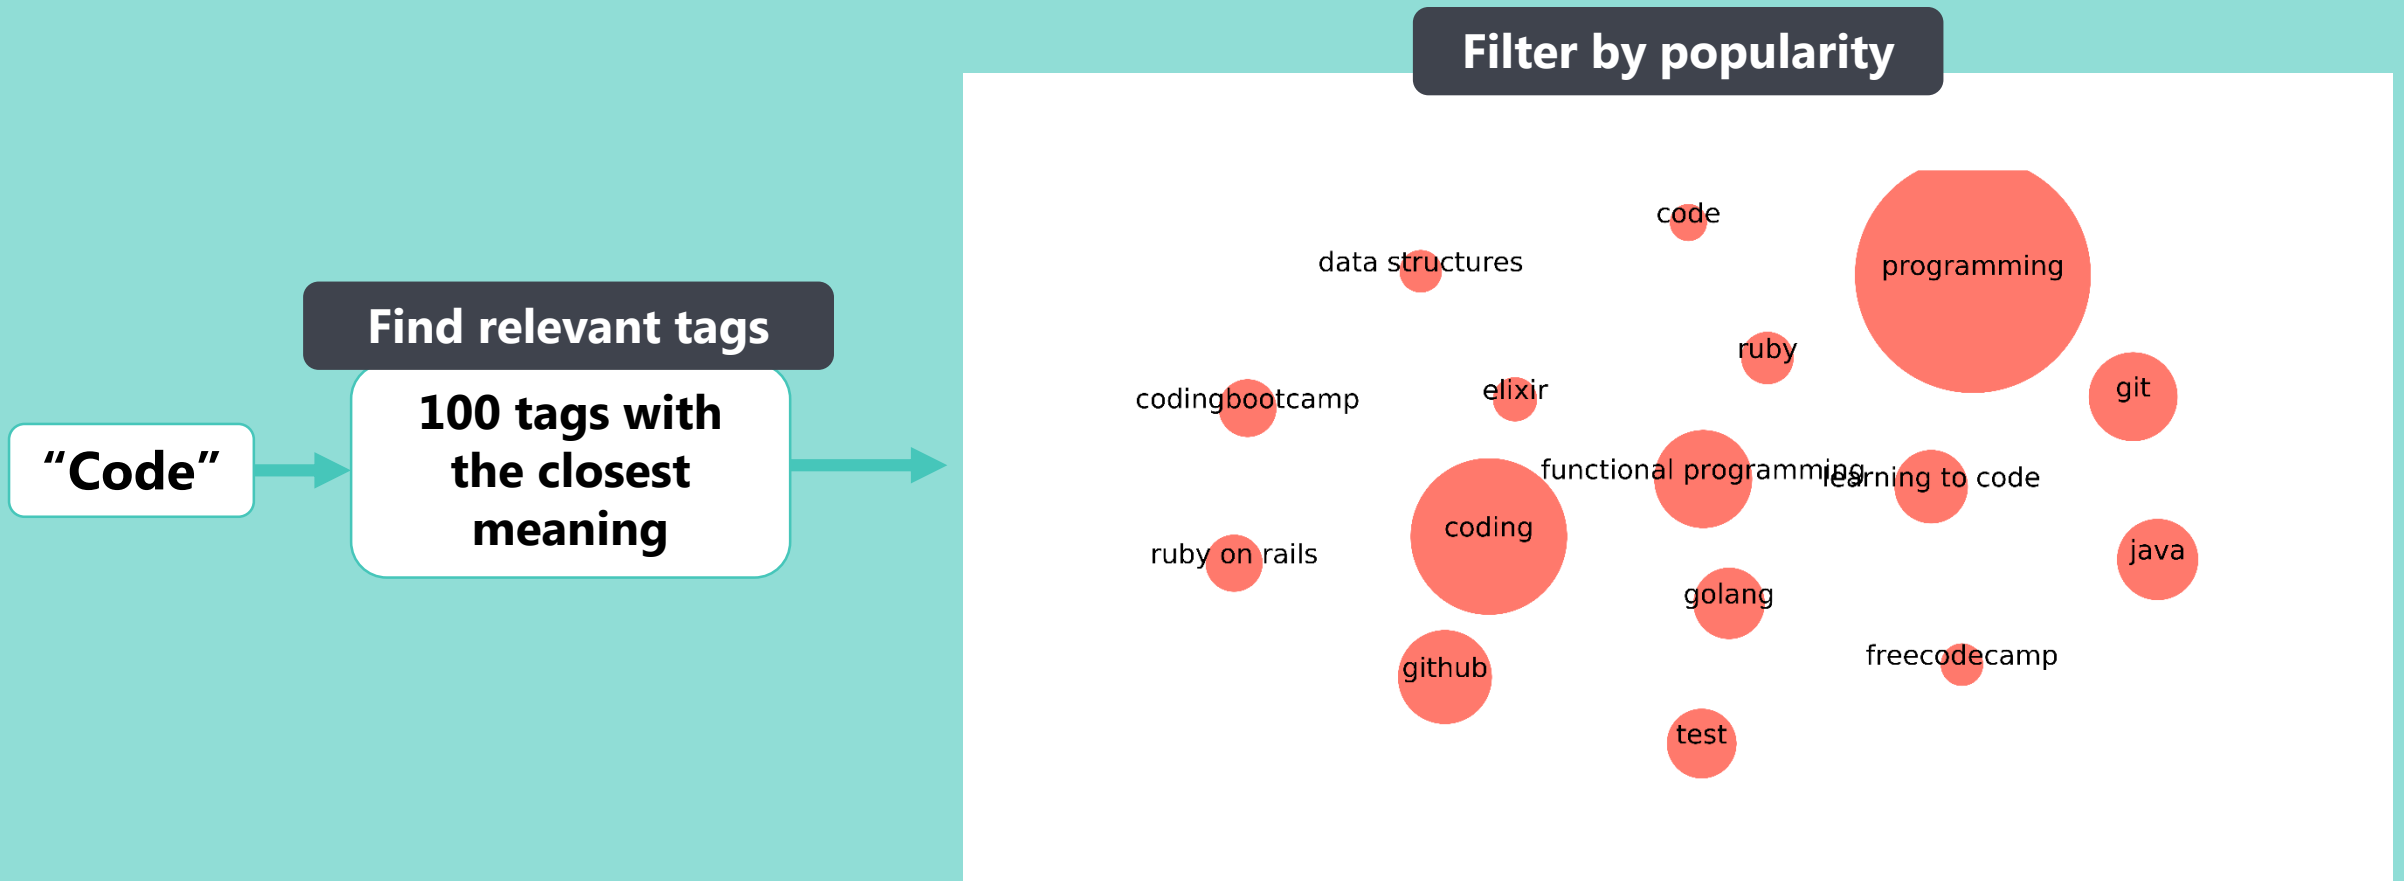 Filter by popularity
Find relevant tags
“Code”
100 tags with
the closest
meaning
code
programming
data structures
ruby
git
codingbootcamp
elixir
functional programming
learning to code
coding
ruby on rails
java
golang
github
freecodecamp
test